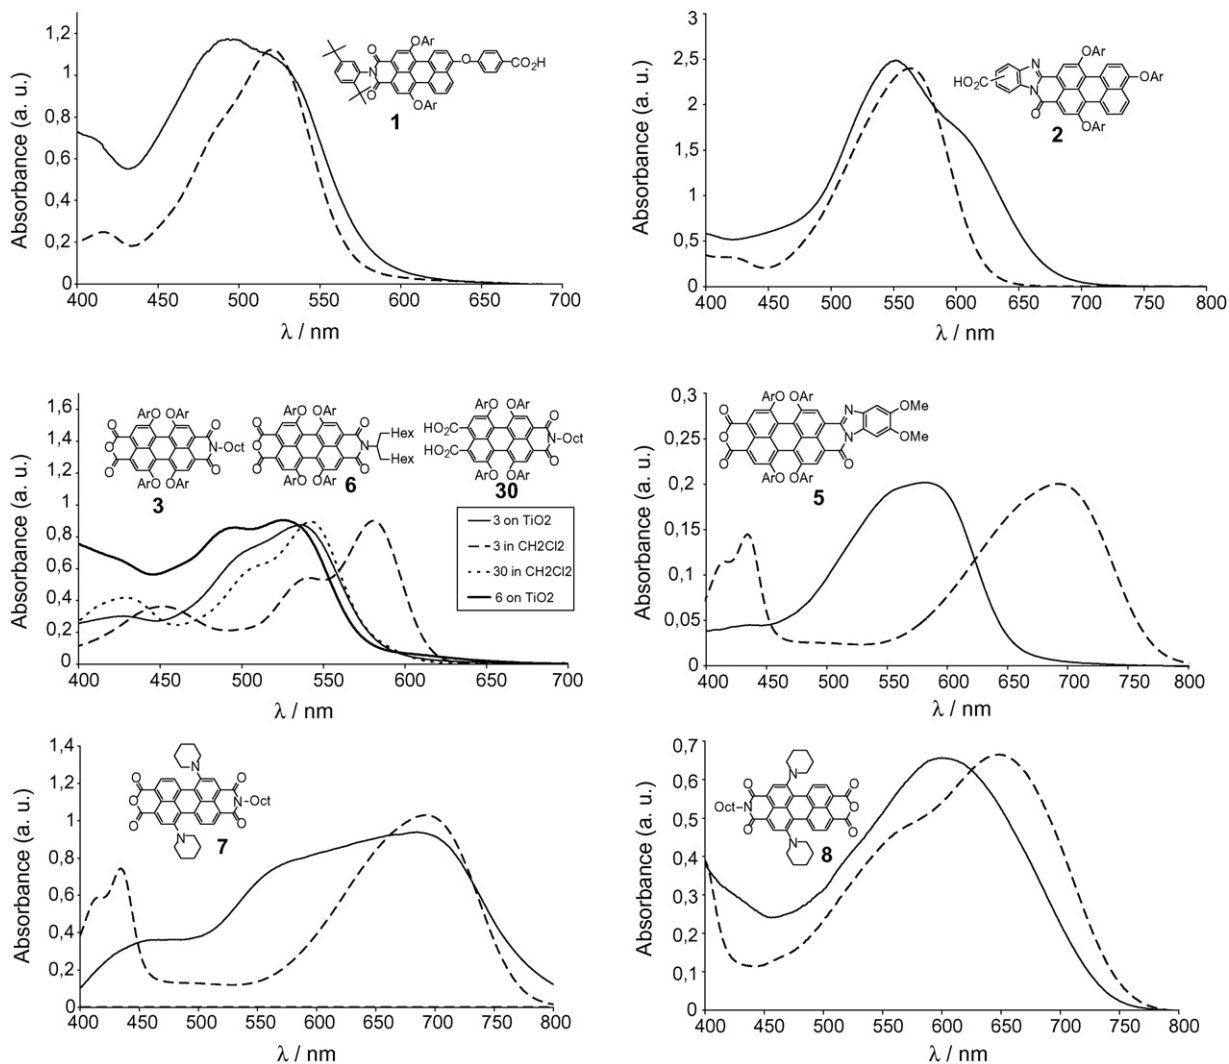 1,2
1
0,8
0,6
0,4
0,2
0
Absorbance (a. u.)
400 450 500 550 600 650 700
λ / nm
OAr
O
N
O
O
CO2H
OAr
1
3
2.5
2
1.5
1
0,5
0
Absorbance (a. u.)
400 450 500 550 600 650 700 750 800
λ / nm
HO2C
N
N
O
OAr
OAr
OAr
2
1,6
1,4
1,2
1
0,8
0,6
0,4
0,2
0
Absorbance (a. u.)
400 450 500 550 600 650 700
λ / nm
ArO OAr
O O
O N-Oct
O O
ArO OAr
3
ArO OAr
O O
O N
O O
Hex
Hex
ArO OAr
6
ArO OAr
HO2C O
HO2C N-Oct
O
ArO OAr
30
3 on TiO2
3 in CH2Cl2
30 in CH2Cl2
6 on TiO2
0,3
0,25
0,2
0,15
0,1
0,05
0
Absorbance (a. u.)
400 450 500 550 600 650 700 750 800
λ / nm
ArO OAr
O N OMe
O N OMe
O O
ArO OAr
5
1,4
1,2
1
0,8
0,6
0,4
0,2
0
Absorbance (a. u.)
400 450 500 550 600 650 700 750 800
λ / nm
N
O O
O N-Oct
O O
N
7
0,7
0,6
0,5
0,4
0,3
0,2
0,1
0
Absorbance (a. u.)
400 450 500 550 600 650 700 750 800
λ / nm
N
O O
Oct-N O
O O
N
8